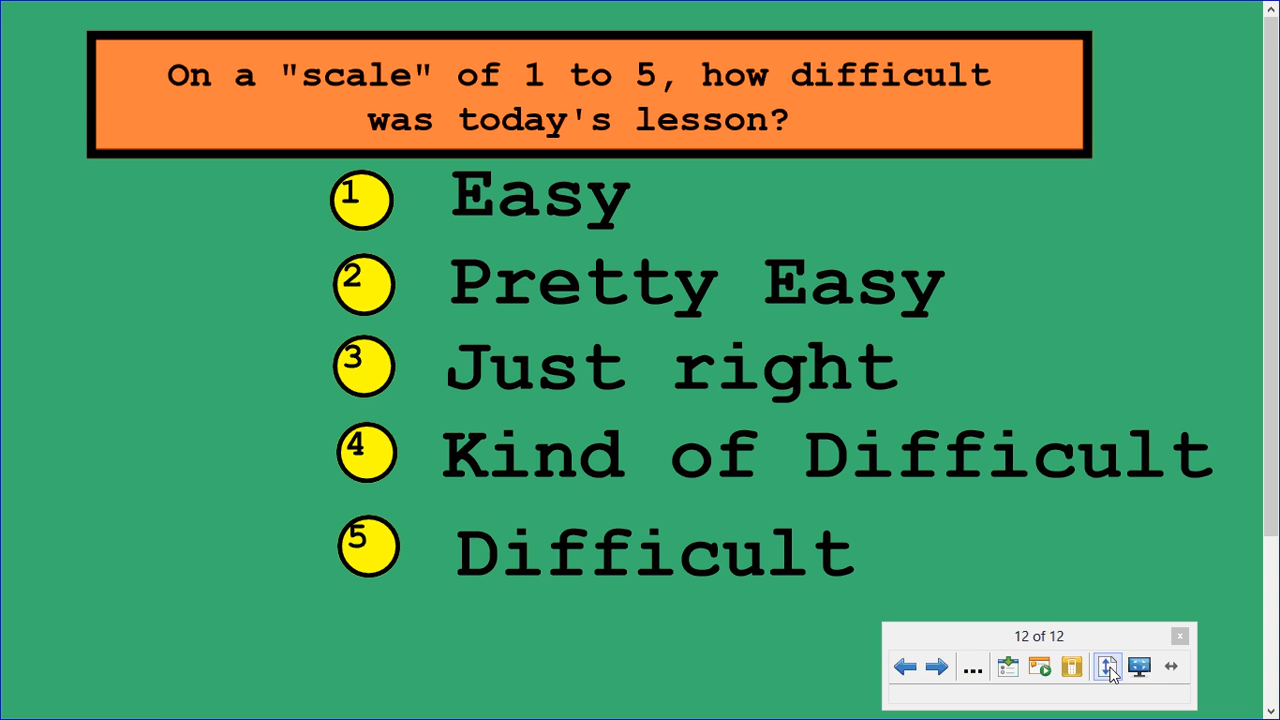 On a "scale" of 1 to 5, how difficult
was today's lesson?
1 Easy
2 Pretty Easy
3 Just right
4 Kind of Difficult
5 Difficult
12 of 12